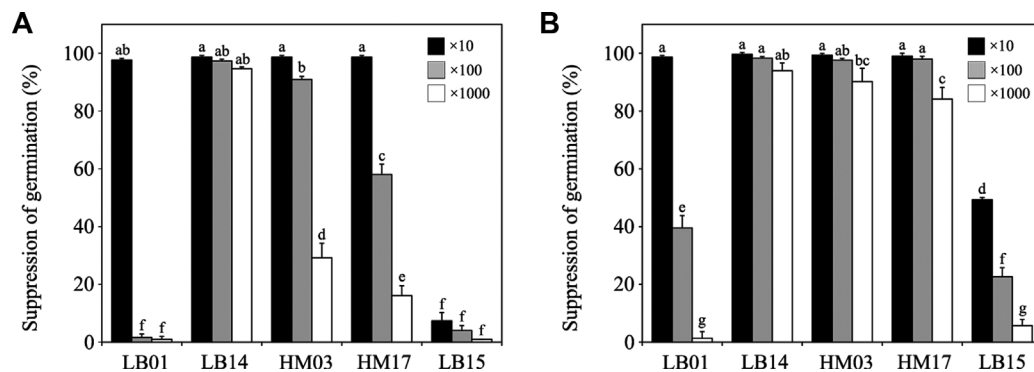 A
Suppression of germination (%)
100
80
60
40
20
0
ab f f a ab ab a b d a c e f f f
×10
×100
×1000
LB01 LB14 HM03 HM17 LB15
B
Suppression of germination (%)
100
80
60
40
20
0
a e g a a ab a ab bc a a c d f g
×10
×100
×1000
LB01 LB14 HM03 HM17 LB15